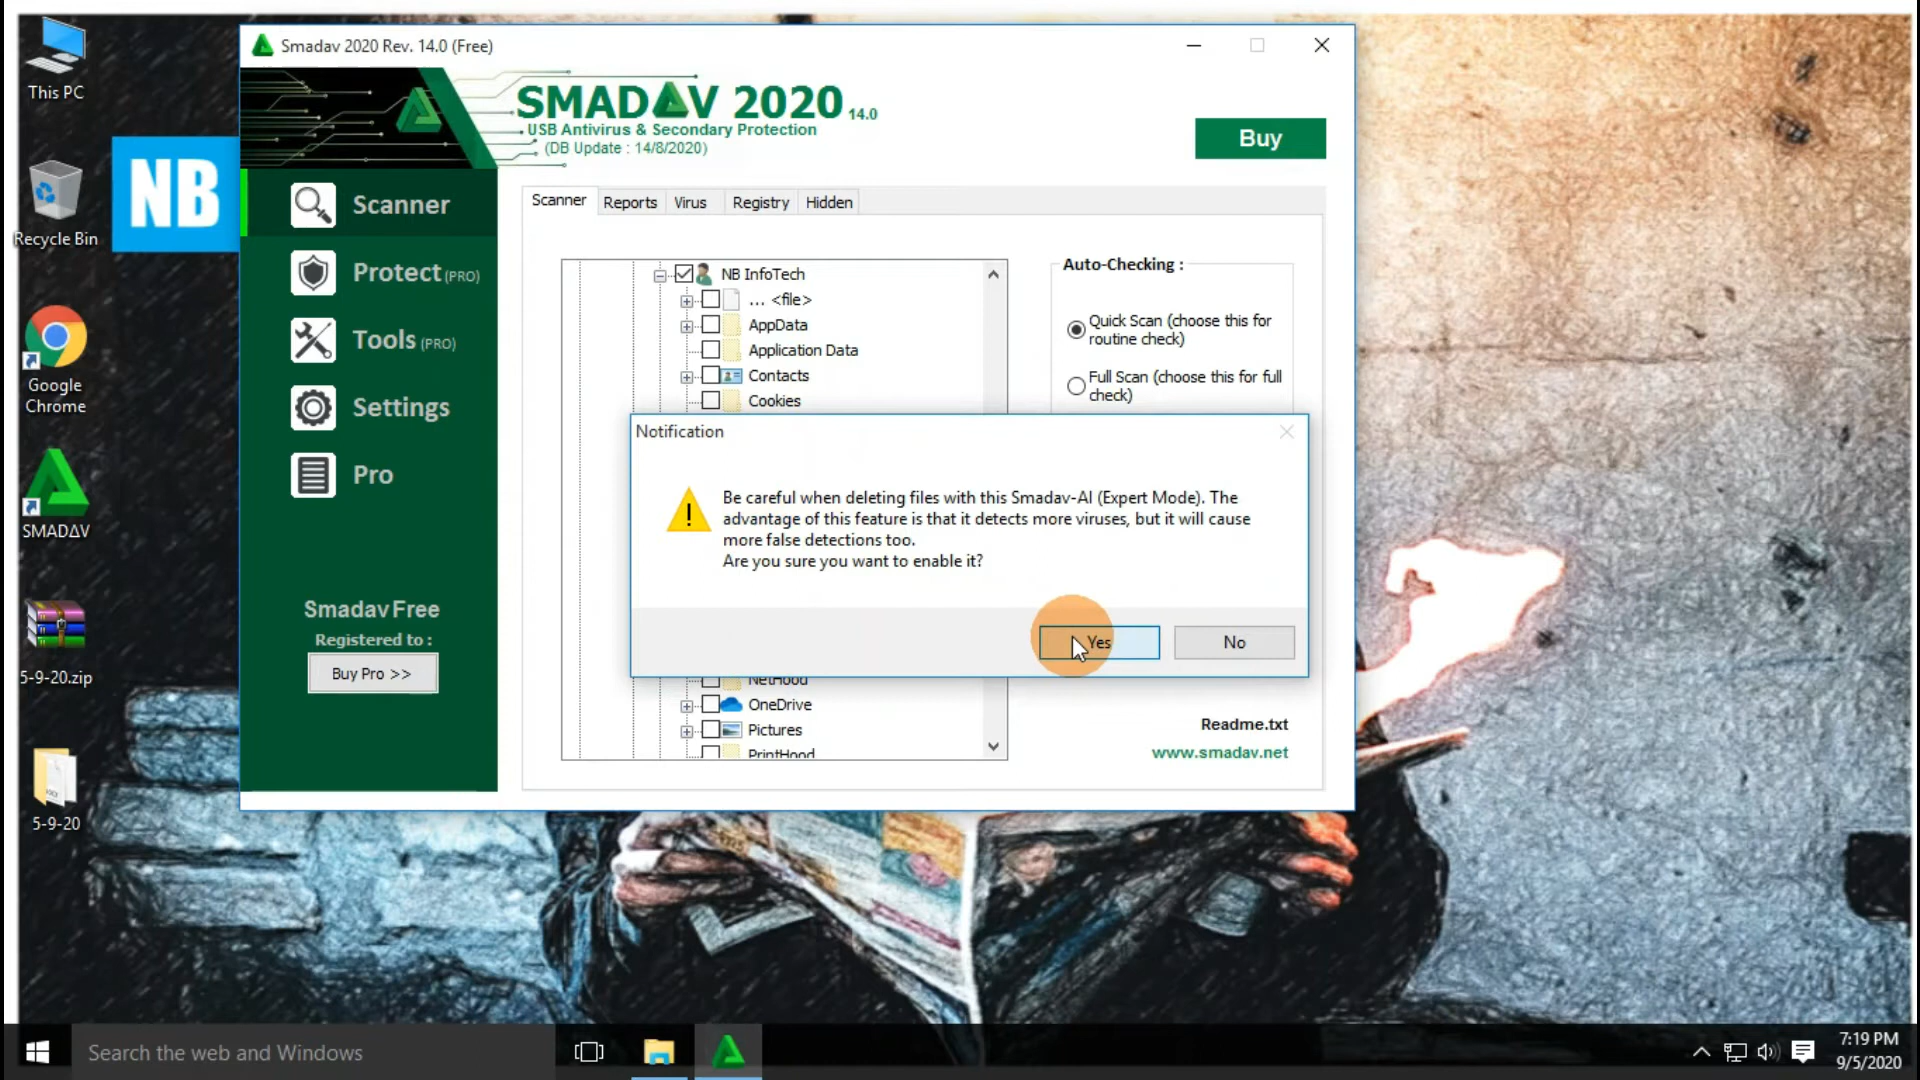 This PC
Recycle Bin
NB
Google
Chrome
SMADΔV
5-9-20.zip
5-9-20
Smadav 2020 Rev. 14.0 (Free)
SMADΔV 2020 14.0
USB Antivirus & Secondary Protection
(DB Update : 14/8/2020)
Buy
Scanner
Protect (PRO)
Tools (PRO)
Settings
Pro
Smadav Free
Registered to :
Buy Pro >>
Scanner Reports Virus Registry Hidden
NB InfoTech
... <file>
AppData
Application Data
Contacts
Cookies
NetHood
OneDrive
Pictures
PrintHood
Auto-Checking :
Quick Scan (choose this for
routine check)
Full Scan (choose this for full
check)
Notification
Be careful when deleting files with this Smadav-AI (Expert Mode). The
advantage of this feature is that it detects more viruses, but it will cause
more false detections too.
Are you sure you want to enable it?
Yes
No
Readme.txt
www.smadav.net
Search the web and Windows
7:19 PM
9/5/2020